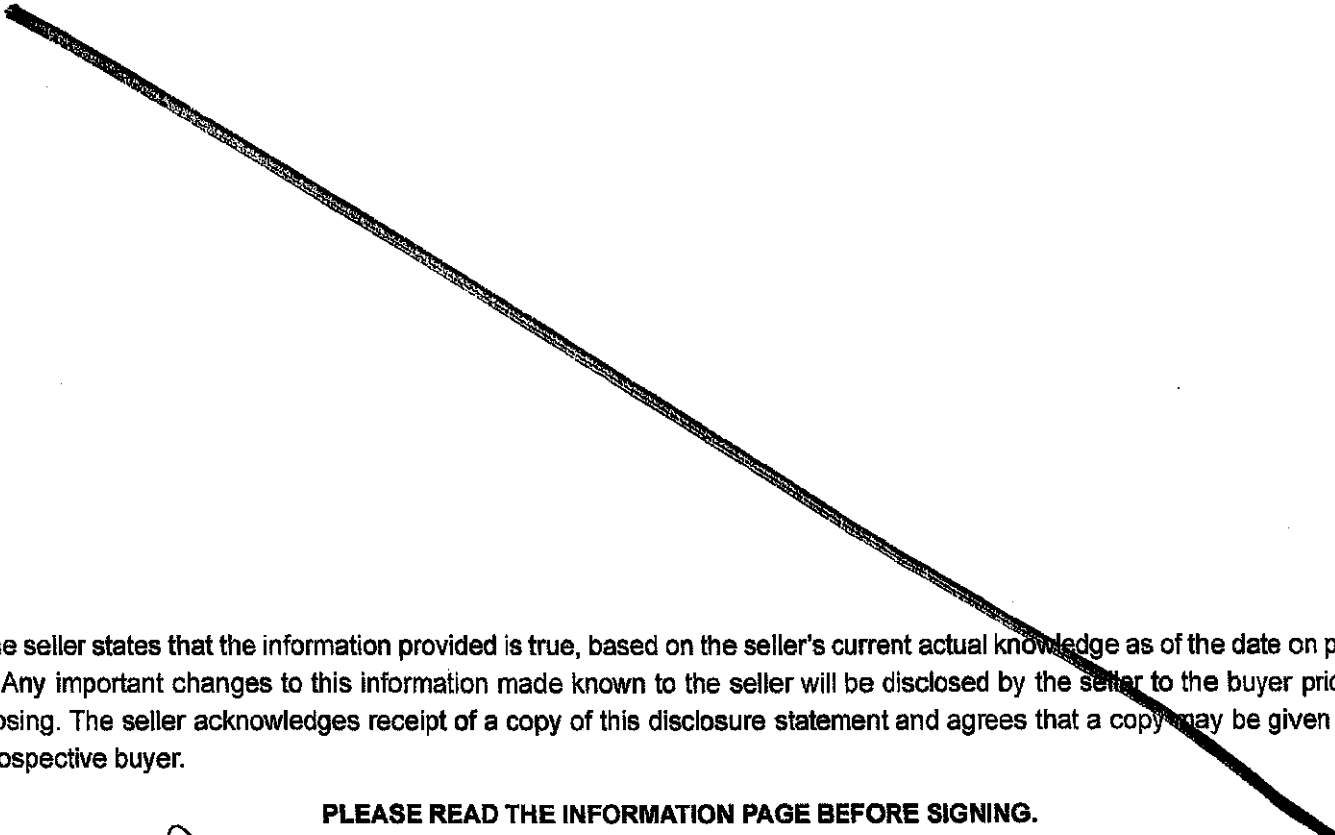 e seller states that the information provided is true, based on the seller's current actual knowledge as of the date on p
Any important changes to this information made known to the seller will be disclosed by the seller to the buyer pric
osing. The seller acknowledges receipt of a copy of this disclosure statement and agrees that a copy may be given
ospective buyer.
PLEASE READ THE INFORMATION PAGE BEFORE SIGNING.